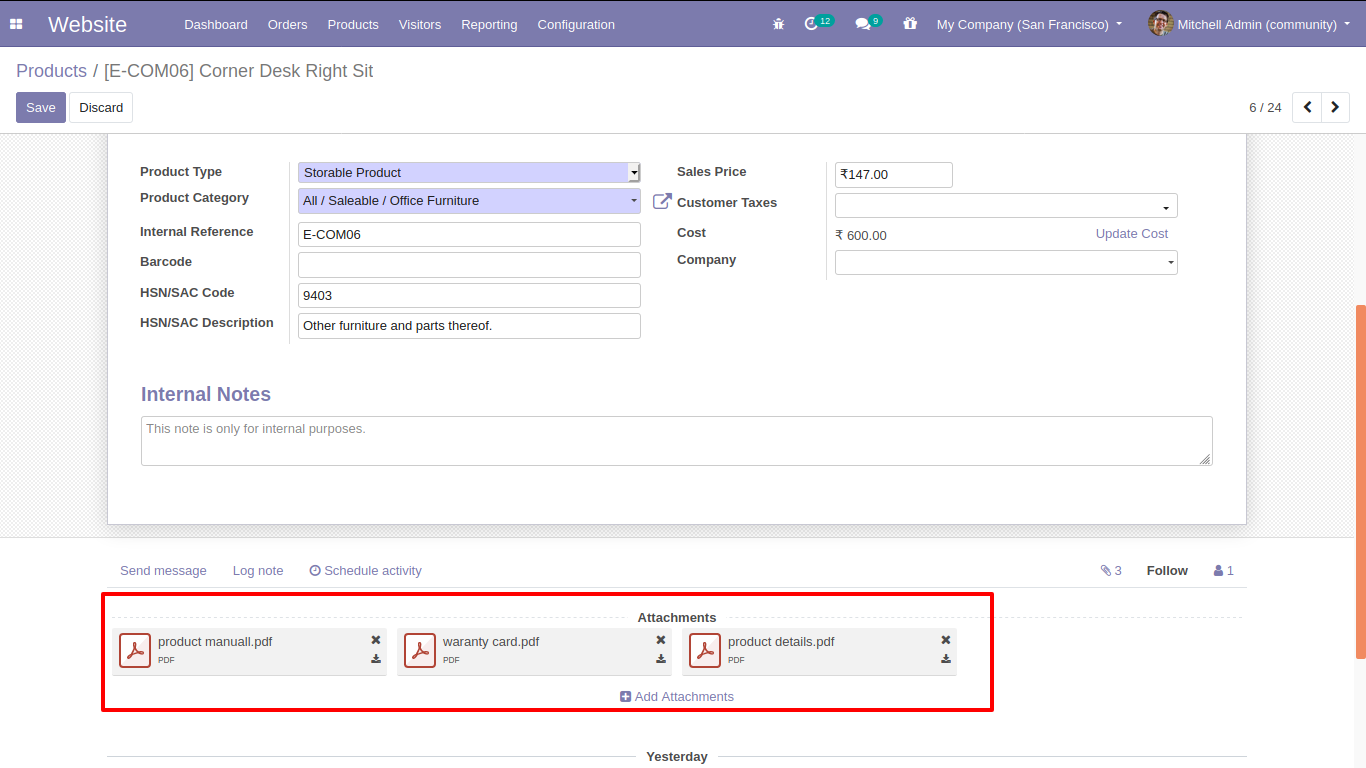 Website Dashboard Orders Products Visitors Reporting Configuration 12 9 My Company (San Francisco) Mitchell Admin (community)
Products / [E-COM06] Corner Desk Right Sit
Save Discard 6 / 24
Product Type Storable Product Sales Price ₹147.00
Product Category All / Saleable / Office Furniture Customer Taxes
Internal Reference E-COM06 Cost ₹ 600.00 Update Cost
Barcode Company
HSN/SAC Code 9403
HSN/SAC Description Other furniture and parts thereof.
Internal Notes
This note is only for internal purposes.
Send message Log note Schedule activity 3 Follow 1
Attachments
product manuall.pdf waranty card.pdf product details.pdf
PDF PDF PDF
Add Attachments
Yesterday